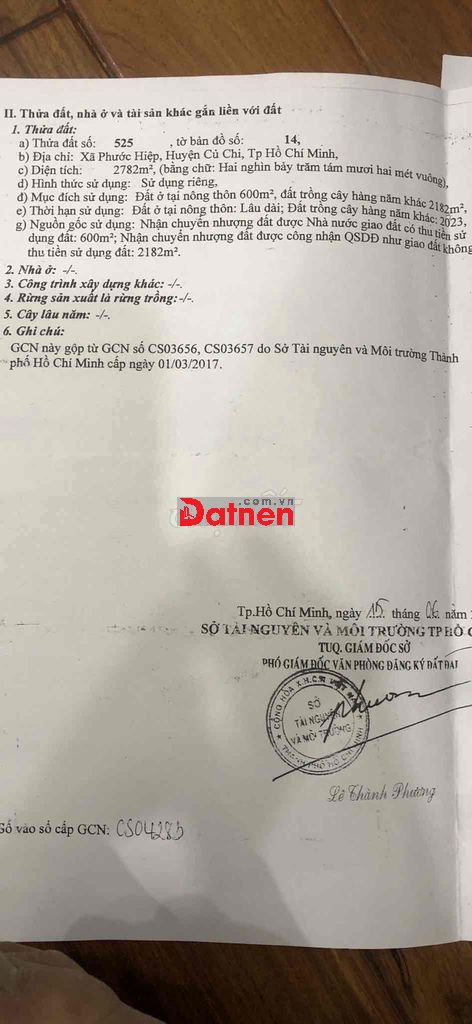 II. Thửa đất, nhà ở và tài sản khác gắn liền với đất
1. Thửa đất:
a) Thửa đất số: 525 , tờ bản đồ số: 14,
b) Địa chỉ: Xã Phước Hiệp, Huyện Củ Chi, Tp Hồ Chí Minh,
c) Diện tích: 2782m², (bằng chữ: Hai nghìn bảy trăm tám mươi hai mét vuông),
d) Hình thức sử dụng: Sử dụng riêng,
đ) Mục đích sử dụng: Đất ở tại nông thôn 600m², đất trồng cây hàng năm khác 2182m²,
e) Thời hạn sử dụng: Đất ở tại nông thôn: Lâu dài; Đất trồng cây hàng năm khác: 2023,
g) Nguồn gốc sử dụng: Nhận chuyển nhượng đất được Nhà nước giao đất có thu tiền sử
dụng đất: 600m²; Nhận chuyển nhượng đất được công nhận QSDĐ như giao đất không
thu tiền sử dụng đất: 2182m².
2. Nhà ở: -/-.
3. Công trình xây dựng khác: -/-.
4. Rừng sản xuất là rừng trồng:-/-.
5. Cây lâu năm: -/-.
6. Ghi chú:
GCN này gộp từ GCN số CS03656, CS03657 do Sở Tài nguyên và Môi trường Thành
phố Hồ Chí Minh cấp ngày 01/03/2017.
.com.vn
Datnen
Tp.Hồ Chí Minh, ngày 15 tháng 06 năm
SỞ TÀI NGUYÊN VÀ MÔI TRƯỜNG TP HỒ C
TUQ. GIÁM ĐỐC SỞ
PHÓ GIÁM ĐỐC VĂN PHÒNG ĐĂNG KÝ ĐẤT ĐAI
CỘNG HÒA X.H.C.N VIỆT NAM
SỞ
TÀI NGUYÊN
VÀ MÔI TRƯỜNG
THÀNH PHỐ HỒ CHÍ MINH
Lê Thành Phương
Số vào sổ cấp GCN: